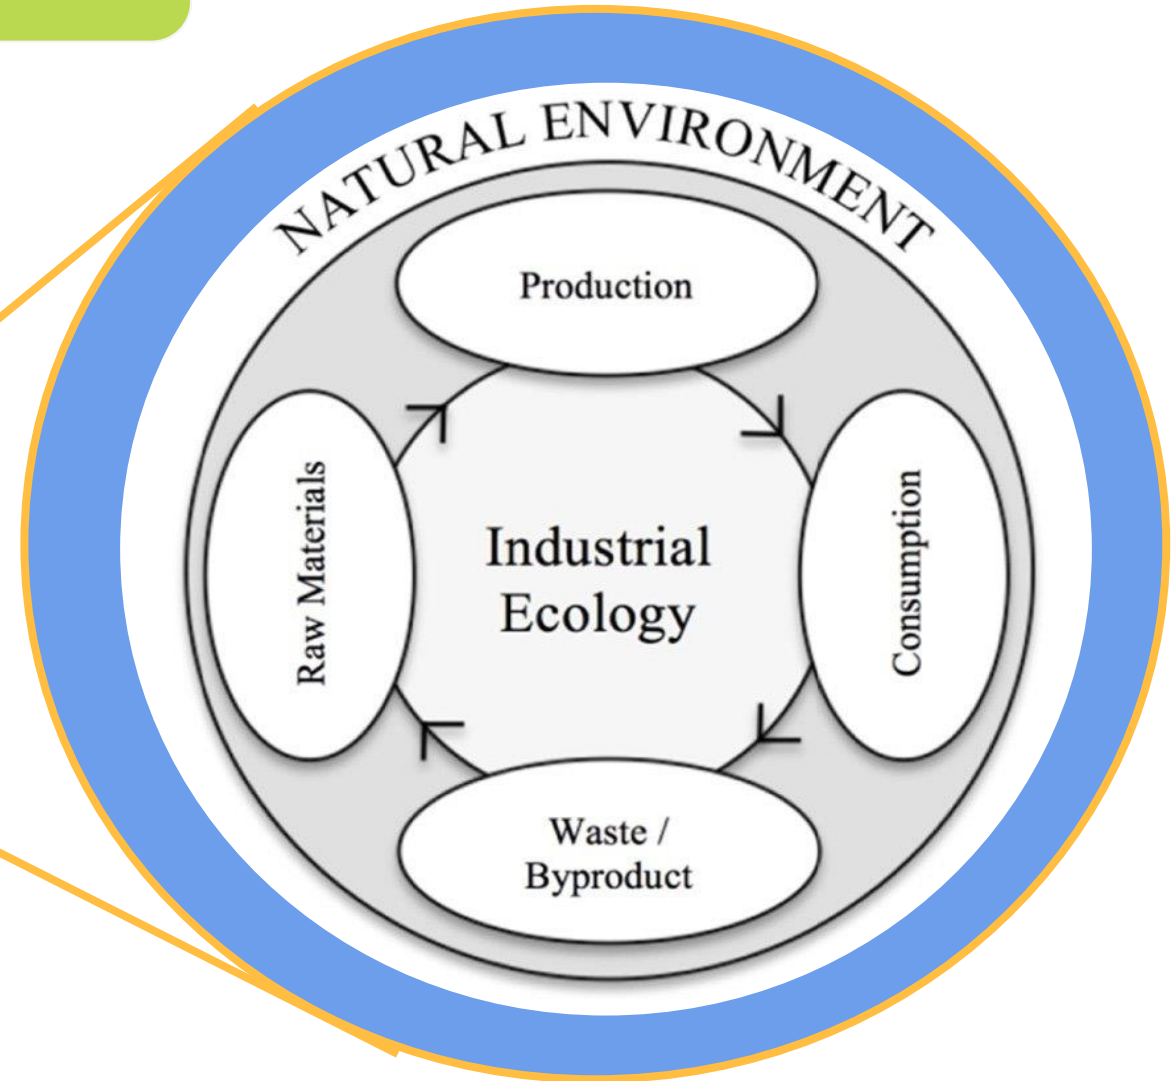 NATURAL ENVIRONMENT
Production
Raw Materials
Industrial
Ecology
Consumption
Waste /
Byproduct